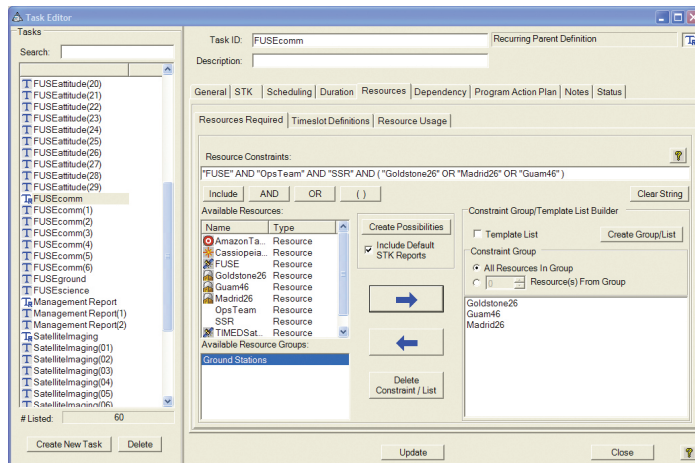 Task Editor
Tasks
Search:
FUSEattitude(20)
FUSEattitude(21)
FUSEattitude(22)
FUSEattitude(23)
FUSEattitude(24)
FUSEattitude(25)
FUSEattitude(26)
FUSEattitude(27)
FUSEattitude(28)
FUSEattitude(29)
FUSEcomm
FUSEcomm(1)
FUSEcomm(2)
FUSEcomm(3)
FUSEcomm(4)
FUSEcomm(5)
FUSEcomm(6)
FUSEground
FUSEscience
Management Report
Management Report(1)
Management Report(2)
SatelliteImaging
SatelliteImaging(01)
SatelliteImaging(02)
SatelliteImaging(03)
SatelliteImaging(04)
SatelliteImaging(05)
SatelliteImaging(06)
# Listed: 60
Create New Task Delete
Task ID: FUSEcomm Recurring Parent Definition
Description:
General STK Scheduling Duration Resources Dependency Program Action Plan Notes Status
Resources Required Timeslot Definitions Resource Usage
Resource Constraints:
"FUSE" AND "OpsTeam" AND "SSR" AND ( "Goldstone26" OR "Madrid26" OR "Guam46" )
Include AND OR ( ) Clear String
Available Resources:
Name Type
AmazonTa... Resource
Cassiopeia... Resource
FUSE Resource
Goldstone26 Resource
Guam46 Resource
Madrid26 Resource
OpsTeam Resource
SSR Resource
TIMEDSat... Resource
Available Resource Groups:
Ground Stations
Create Possibilities
Include Default
STK Reports
Delete
Constraint / List
Constraint Group/Template List Builder
Template List Create Group/List
Constraint Group
All Resources In Group
0 Resource(s) From Group
Goldstone26
Guam46
Madrid26
Update Close